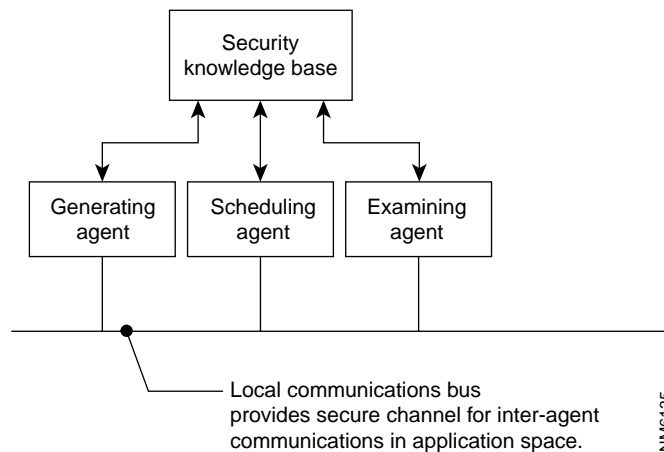 Security
knowledge base
Generating
agent
Scheduling
agent
Examining
agent
Local communications bus
provides secure channel for inter-agent
communications in application space.